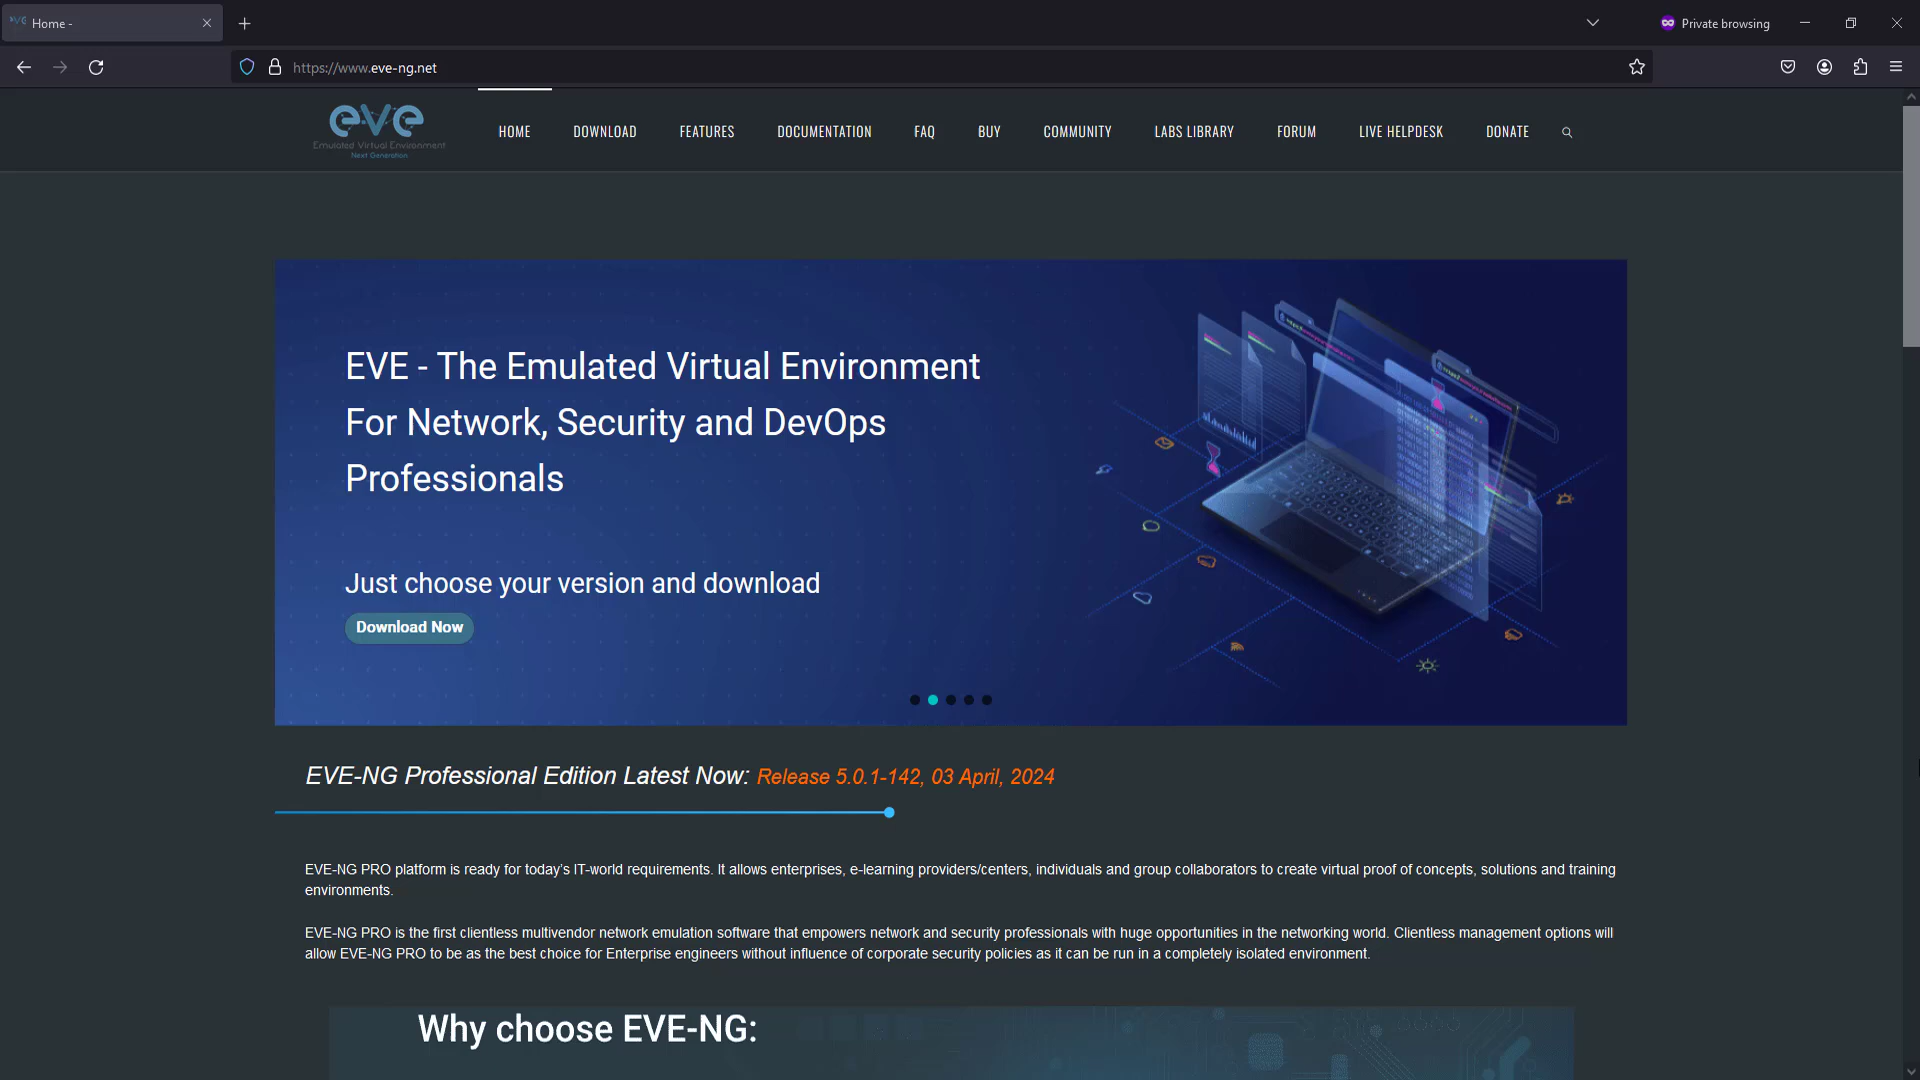 Home -
Private browsing
https://www.eve-ng.net
eve
Emulated Virtual Environment
Next Generation
HOME
DOWNLOAD
FEATURES
DOCUMENTATION
FAQ
BUY
COMMUNITY
LABS LIBRARY
FORUM
LIVE HELPDESK
DONATE
EVE - The Emulated Virtual Environment
For Network, Security and DevOps
Professionals
Just choose your version and download
Download Now
EVE-NG Professional Edition Latest Now: Release 5.0.1-142, 03 April, 2024
EVE-NG PRO platform is ready for today’s IT-world requirements. It allows enterprises, e-learning providers/centers, individuals and group collaborators to create virtual proof of concepts, solutions and training
environments.
EVE-NG PRO is the first clientless multivendor network emulation software that empowers network and security professionals with huge opportunities in the networking world. Clientless management options will
allow EVE-NG PRO to be as the best choice for Enterprise engineers without influence of corporate security policies as it can be run in a completely isolated environment.
Why choose EVE-NG: